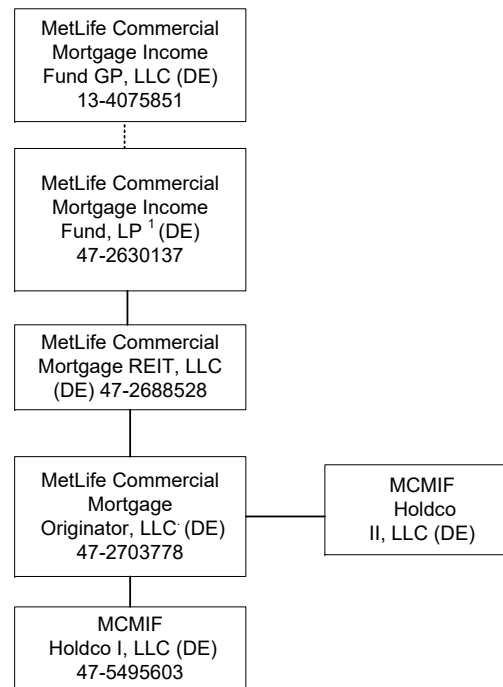 MetLife Commercial
Mortgage Income
Fund GP, LLC (DE)
13-4075851
MetLife Commercial
Mortgage Income
Fund, LP 1 (DE)
47-2630137
MetLife Commercial
Mortgage REIT, LLC
(DE) 47-2688528
MetLife Commercial
Mortgage
Originator, LLC. (DE)
47-2703778
MCMIF
Holdco
II, LLC (DE)
MCMIF
Holdco I, LLC (DE)
47-5495603